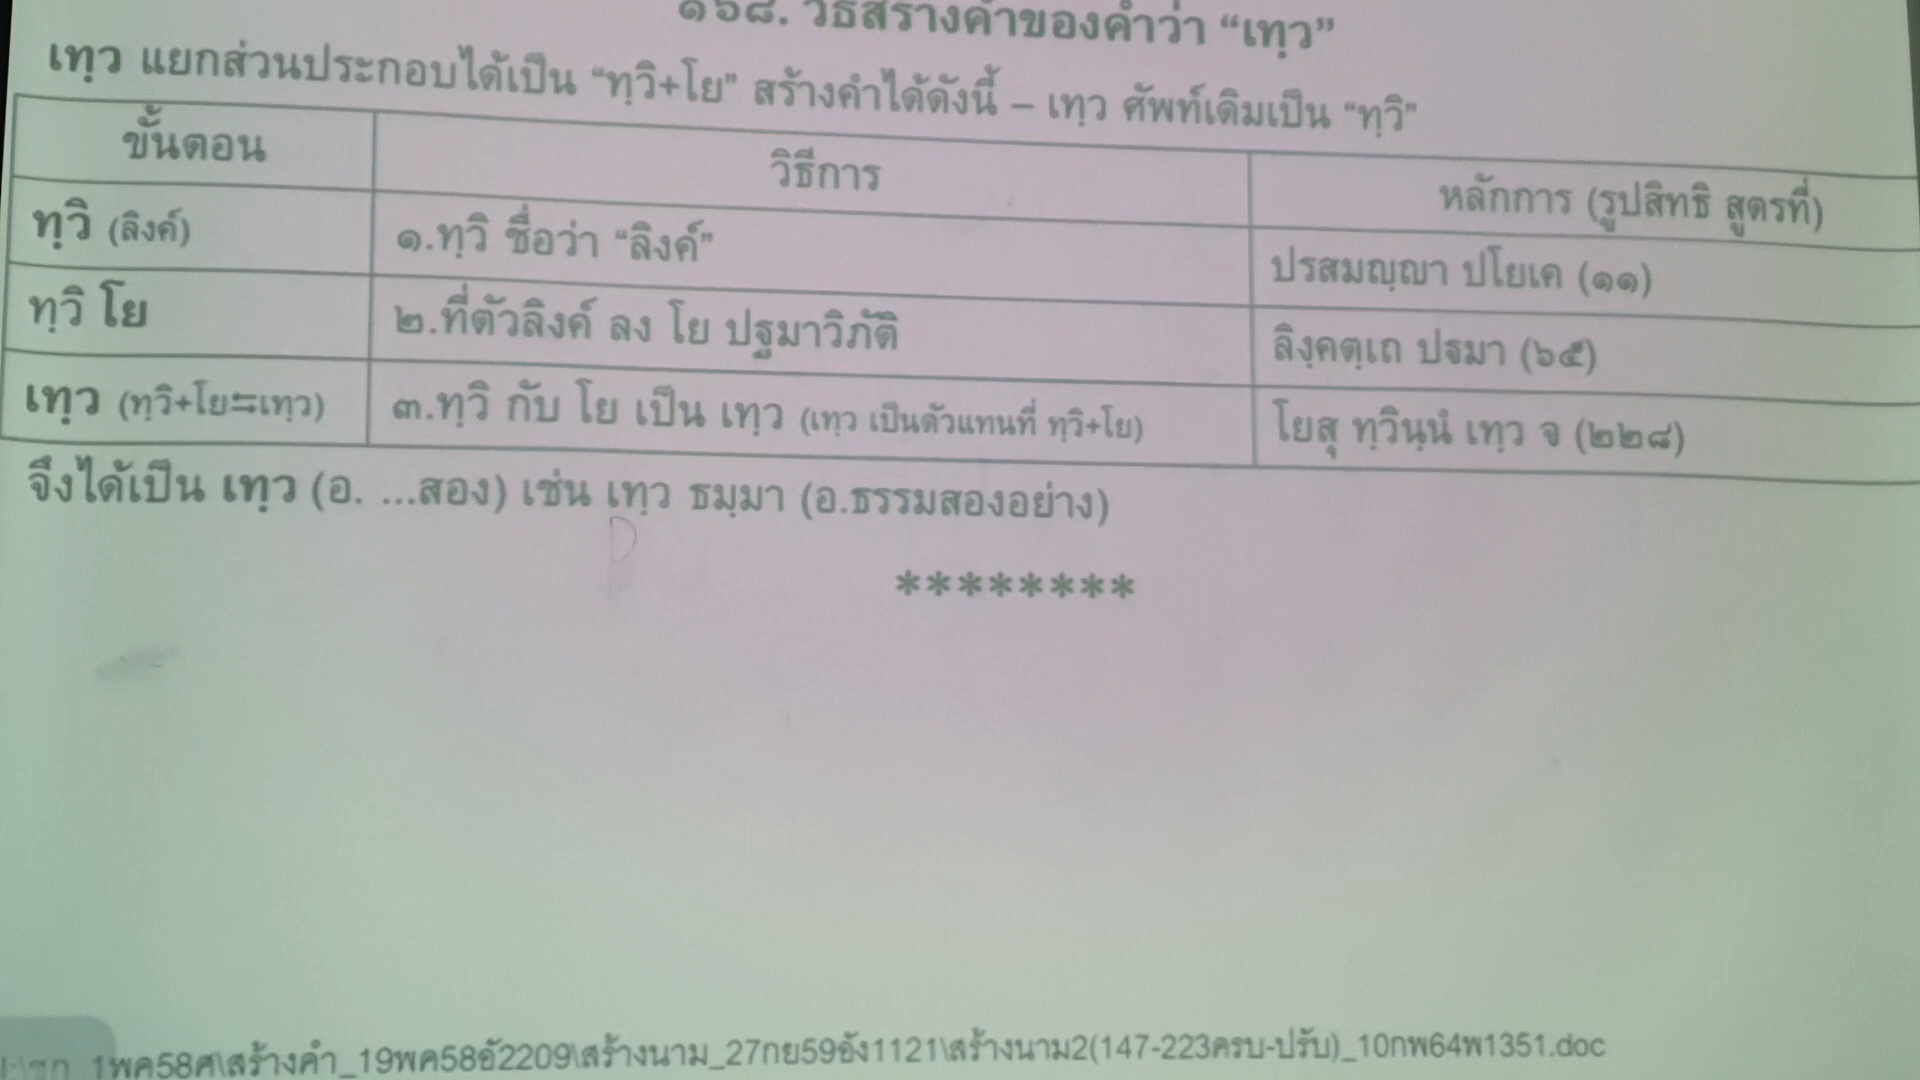 ๑๖๘. วิธีสร้างคำของคำว่า “เทฺว”
เทฺว แยกส่วนประกอบได้เป็น “ทฺวิ+โย” สร้างคำได้ดังนี้ – เทฺว ศัพท์เดิมเป็น “ทฺวิ”
ขั้นตอน วิธีการ หลักการ (รูปสิทธิ สูตรที่)
ทฺวิ (ลิงค์) ๑.ทฺวิ ชื่อว่า “ลิงค์” ปรสมญฺญา ปโยเค (๑๑)
ทฺวิ โย ๒.ที่ตัวลิงค์ ลง โย ปฐมาวิภัติ ลิงฺคตฺเถ ปฐมา (๖๕)
เทฺว (ทฺวิ+โย=เทฺว) ๓.ทฺวิ กับ โย เป็น เทฺว (เทฺว เป็นตัวแทนที่ ทฺวิ+โย) โยสุ ทฺวินฺนํ เทฺว จ (๒๒๘)
จึงได้เป็น เทฺว (อ. ...สอง) เช่น เทฺว ธมฺมา (อ.ธรรมสองอย่าง)
********
1พค58ศ\สร้างคำ_19พค58อั2209\สร้างนาม_27กย59อัง1121\สร้างนาม2(147-223ครบ-ปรับ)_10กพ64พ1351.doc